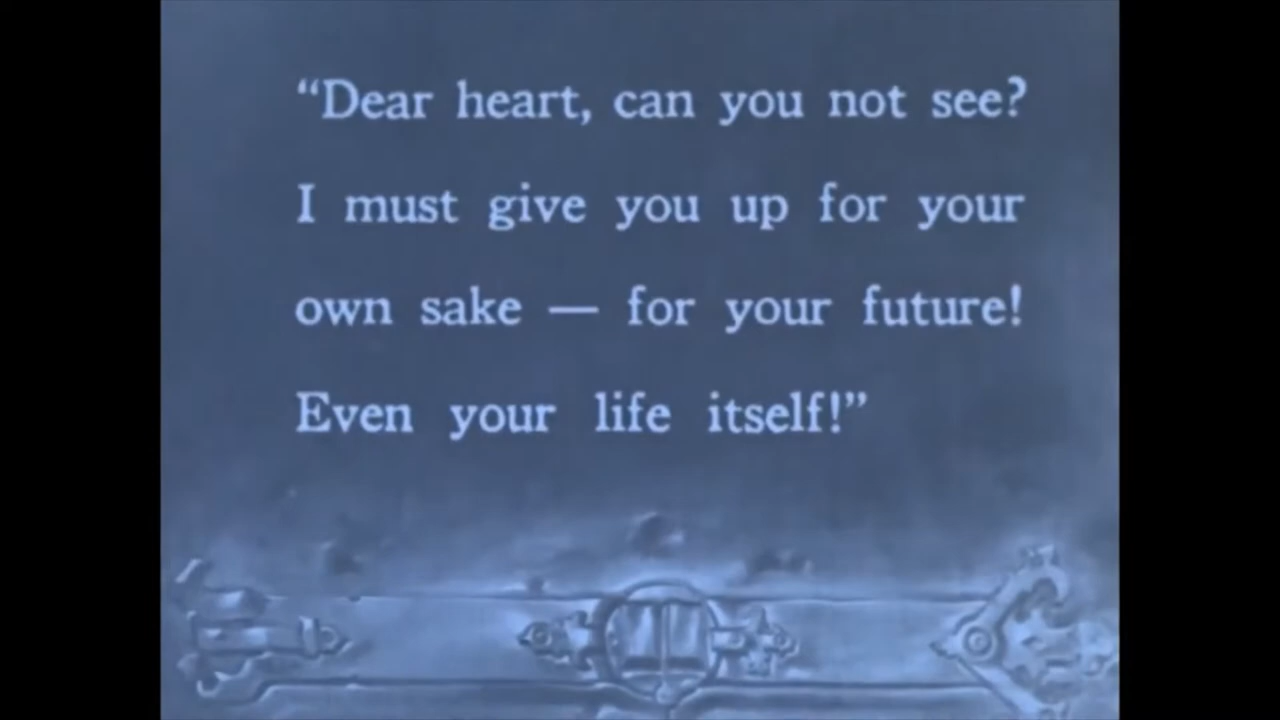 “Dear heart, can you not see?
I must give you up for your
own sake — for your future!
Even your life itself!”